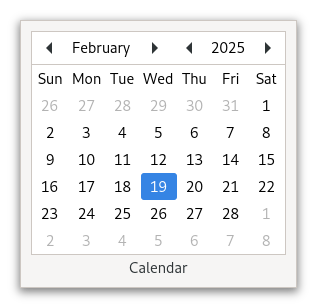 February 2025
Sun Mon Tue Wed Thu Fri Sat
26 27 28 29 30 31 1
2 3 4 5 6 7 8
9 10 11 12 13 14 15
16 17 18 19 20 21 22
23 24 25 26 27 28 1
2 3 4 5 6 7 8
Calendar